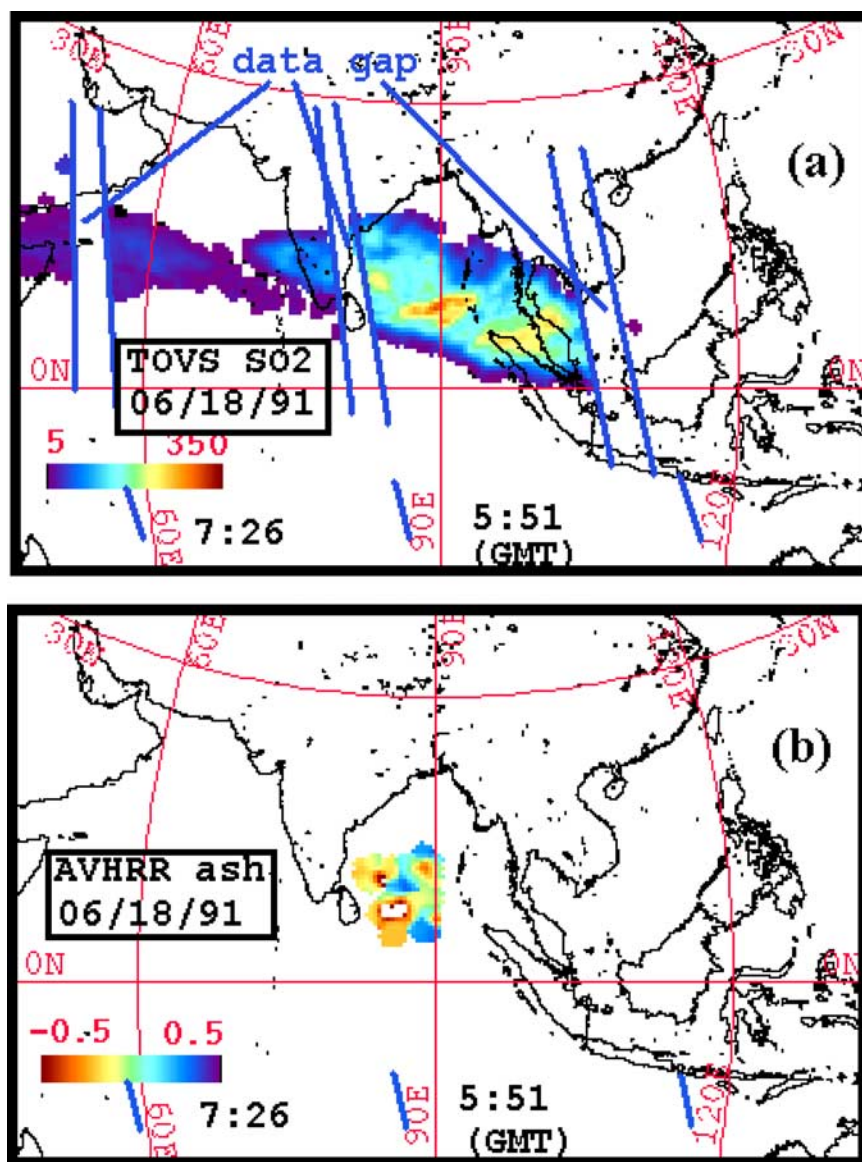 30N
60E
90E
120E
30N
data gap
(a)
TOVS SO2
06/18/91
0N
0N
5
350
7:26
5:51
(GMT)
60E
90E
120E
30N
60E
90E
120E
30N
(b)
AVHRR ash
06/18/91
0N
0N
-0.5
0.5
7:26
5:51
(GMT)
60E
90E
120E